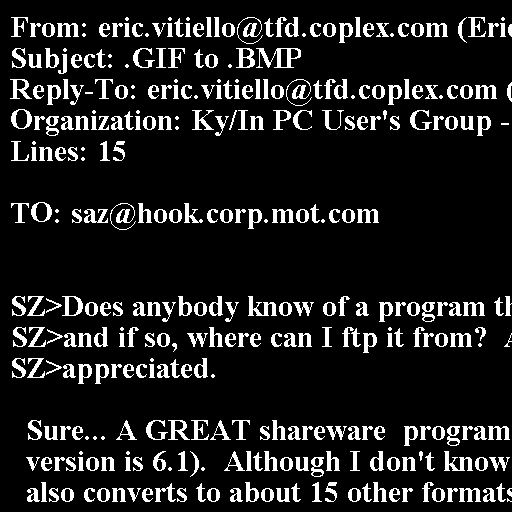 From: eric.vitiello@tfd.coplex.com (Eric
Subject: .GIF to .BMP
Reply-To: eric.vitiello@tfd.coplex.com (
Organization: Ky/In PC User's Group -
Lines: 15
TO: saz@hook.corp.mot.com
SZ>Does anybody know of a program th
SZ>and if so, where can I ftp it from?  A
SZ>appreciated.
Sure... A GREAT shareware  program
version is 6.1).  Although I don't know
also converts to about 15 other formats